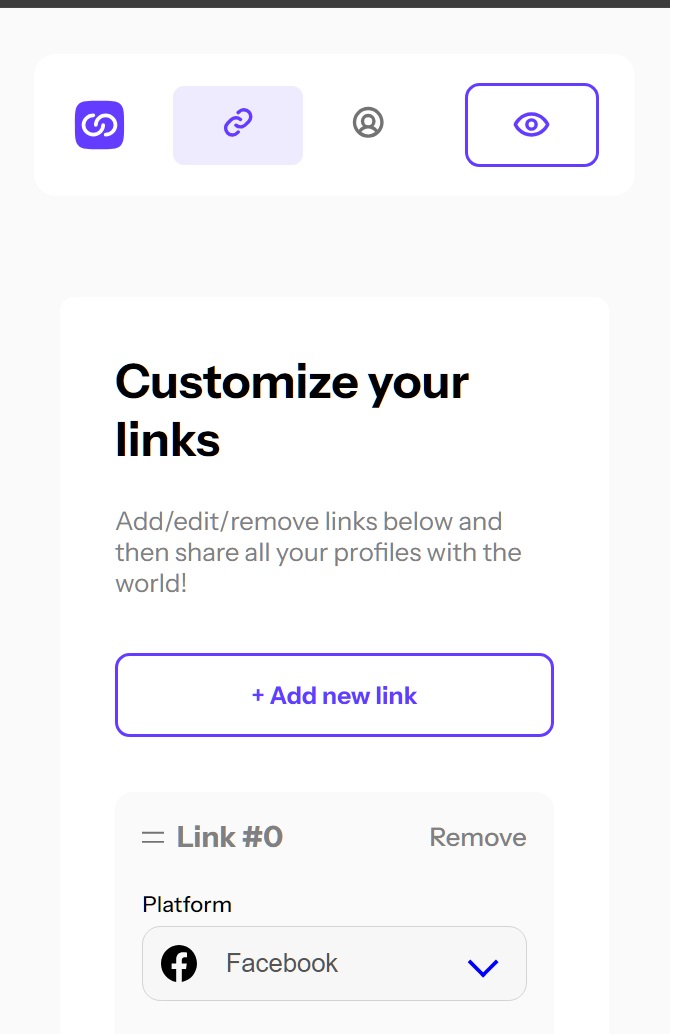 Customize your
links
Add/edit/remove links below and
then share all your profiles with the
world!
+ Add new link
Link #0
Remove
Platform
Facebook